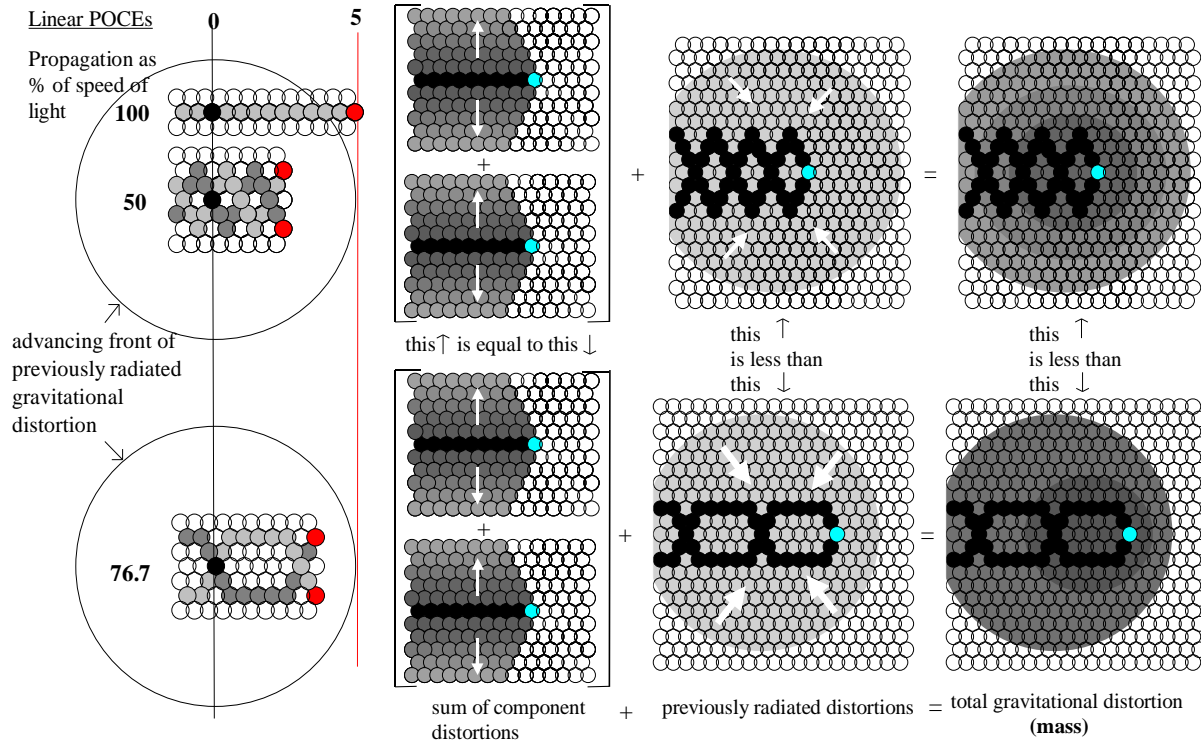 Linear POCEs
0
5
Propagation as
% of speed of
light
100
50
advancing front of
previously radiated
gravitational
distortion
76.7
+
this↑ is equal to this ↓
+
+
=
this ↑
is less than
this ↓
this ↑
is less than
this ↓
+
=
sum of component
distortions
+
previously radiated distortions
=
total gravitational distortion
(mass)